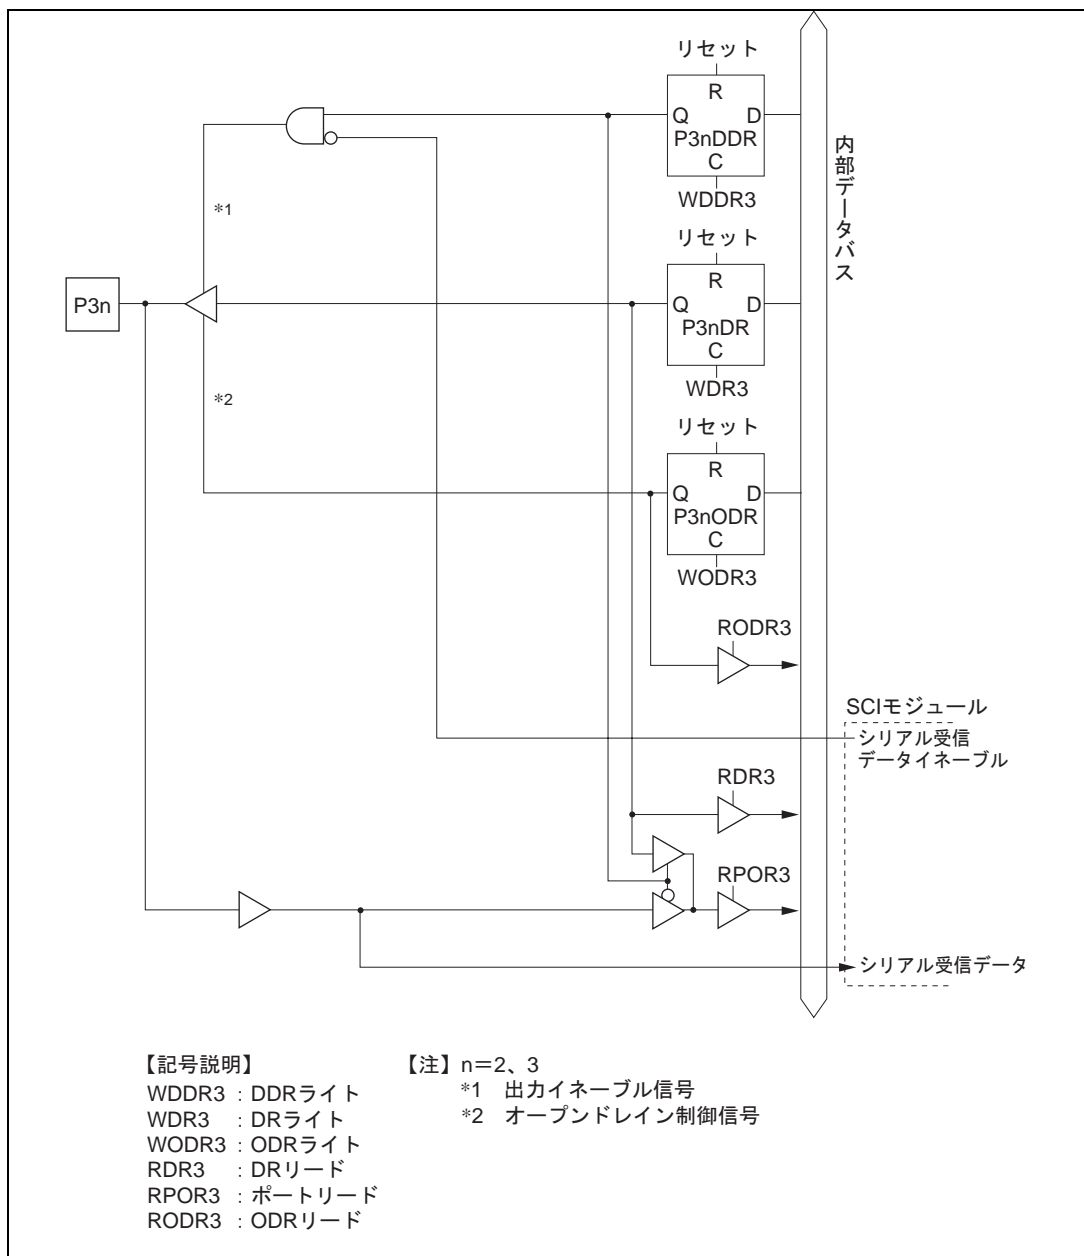 リセット
R
Q D
P3nDDR
C
WDDR3
内部データバス
*1
リセット
R
Q D
P3nDR
C
WDR3
P3n
*2
リセット
R
Q D
P3nODR
C
WODR3
RODR3
SCIモジュール
シリアル受信
データイネーブル
RDR3
RPOR3
シリアル受信データ
【記号説明】
WDDR3 : DDRライト
WDR3 : DRライト
WODR3 : ODRライト
RDR3 : DRリード
RPOR3 : ポートリード
RODR3 : ODRリード
【注】 n=2、3
*1 出力イネーブル信号
*2 オープンドレイン制御信号